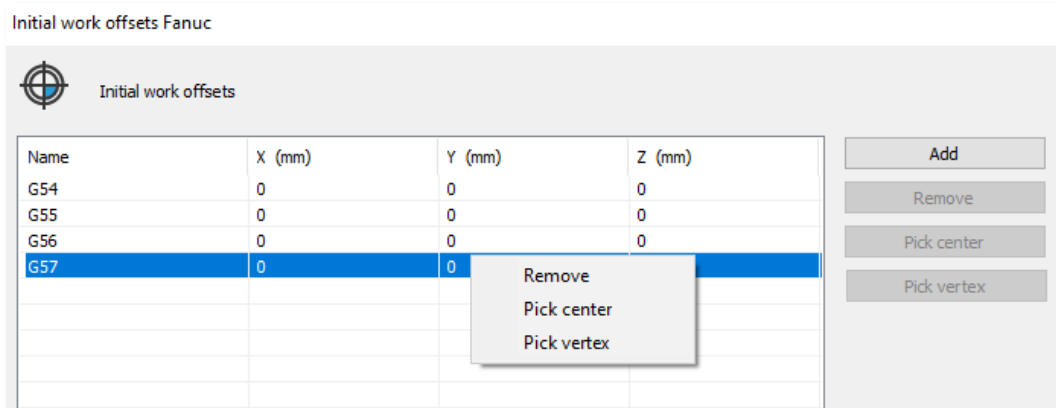 Initial work offsets Fanuc
Initial work offsets
Name X (mm) Y (mm) Z (mm)
G54 0 0 0
G55 0 0 0
G56 0 0 0
G57 0 0
Remove
Pick center
Pick vertex
Add
Remove
Pick center
Pick vertex